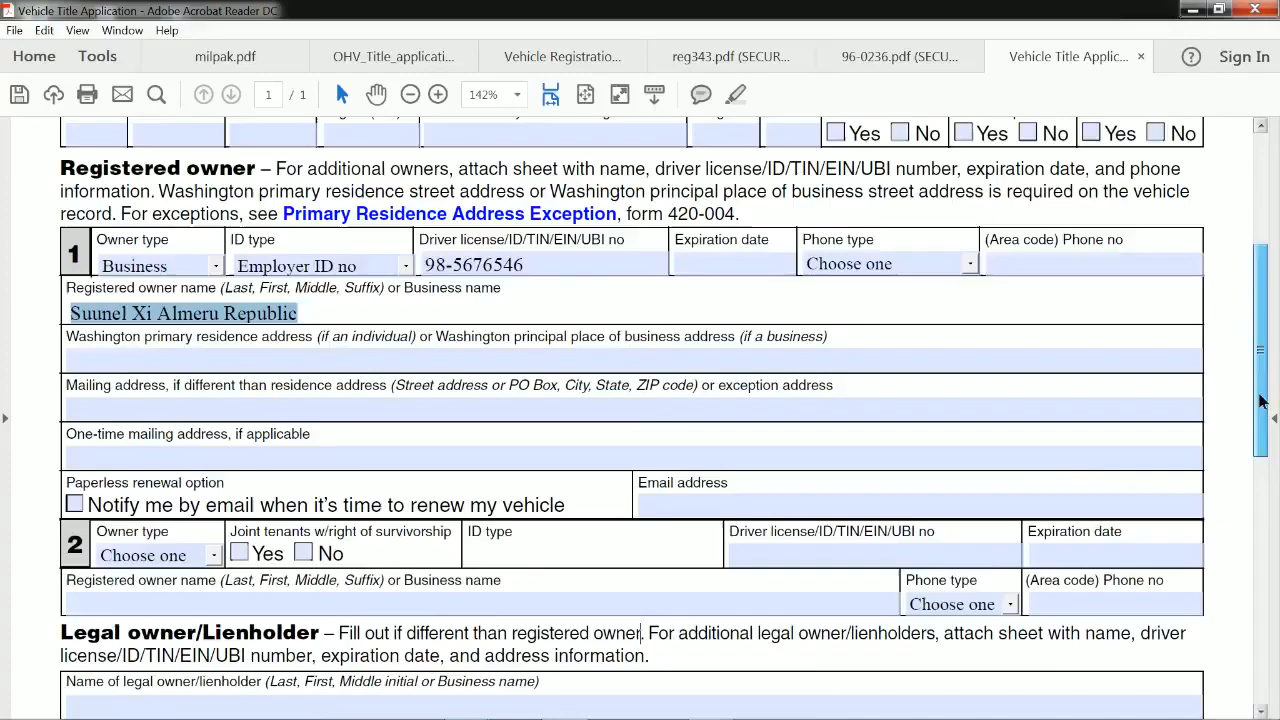 Vehicle Title Application - Adobe Acrobat Reader DC
File Edit View Window Help
Home Tools milpak.pdf OHV_Title_applicati... Vehicle Registratio... reg343.pdf (SECUR... 96-0236.pdf (SECU... Vehicle Title Applic... × Sign In
1 / 1 142%
Yes No Yes No Yes No
Registered owner – For additional owners, attach sheet with name, driver license/ID/TIN/EIN/UBI number, expiration date, and phone
information. Washington primary residence street address or Washington principal place of business street address is required on the vehicle
record. For exceptions, see Primary Residence Address Exception, form 420-004.
1 Owner type ID type Driver license/ID/TIN/EIN/UBI no Expiration date Phone type (Area code) Phone no
Business Employer ID no 98-5676546 Choose one
Registered owner name (Last, First, Middle, Suffix) or Business name
Suunel Xi Almeru Republic
Washington primary residence address (if an individual) or Washington principal place of business address (if a business)
Mailing address, if different than residence address (Street address or PO Box, City, State, ZIP code) or exception address
One-time mailing address, if applicable
Paperless renewal option Email address
Notify me by email when it's time to renew my vehicle
2 Owner type Joint tenants w/right of survivorship ID type Driver license/ID/TIN/EIN/UBI no Expiration date
Choose one Yes No
Registered owner name (Last, First, Middle, Suffix) or Business name Phone type (Area code) Phone no
Choose one
Legal owner/Lienholder – Fill out if different than registered owner. For additional legal owner/lienholders, attach sheet with name, driver
license/ID/TIN/EIN/UBI number, expiration date, and address information.
Name of legal owner/lienholder (Last, First, Middle initial or Business name)